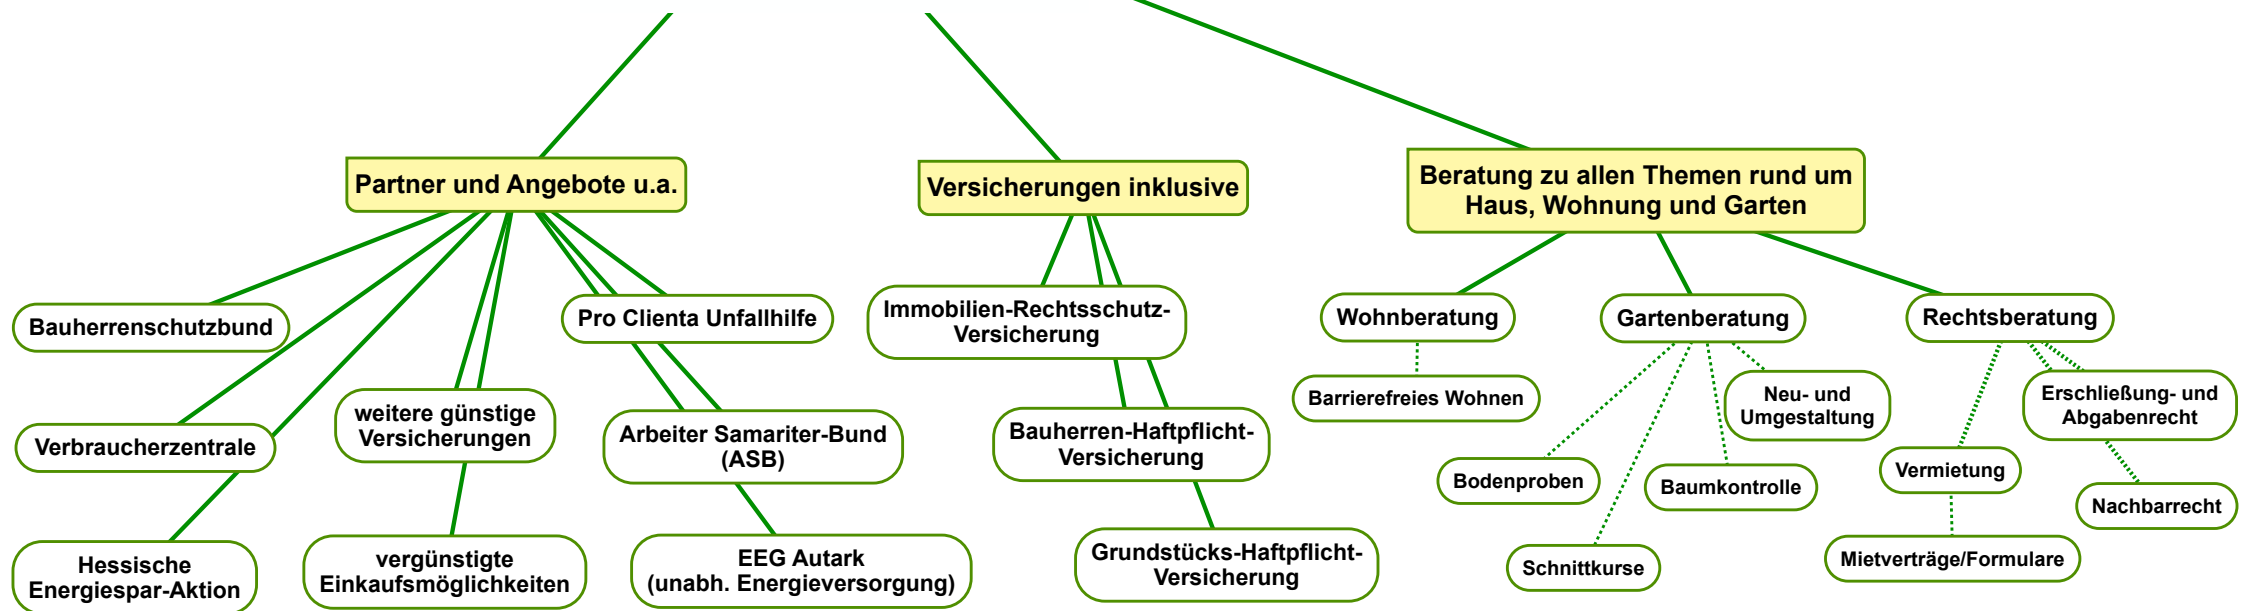 Partner und Angebote u.a.
Bauherrenschutzbund
Pro Clienta Unfallhilfe
Verbraucherzentrale
weitere günstige
Versicherungen
Arbeiter Samariter-Bund
(ASB)
Hessische
Energiespar-Aktion
vergünstigte
Einkaufsmöglichkeiten
EEG Autark
(unabh. Energieversorgung)
Versicherungen inklusive
Immobilien-Rechtsschutz-
Versicherung
Bauherren-Haftpflicht-
Versicherung
Grundstücks-Haftpflicht-
Versicherung
Beratung zu allen Themen rund um
Haus, Wohnung und Garten
Wohnberatung
Barrierefreies Wohnen
Gartenberatung
Neu- und
Umgestaltung
Bodenproben
Baumkontrolle
Schnittkurse
Rechtsberatung
Erschließung- und
Abgabenrecht
Vermietung
Nachbarrecht
Mietverträge/Formulare